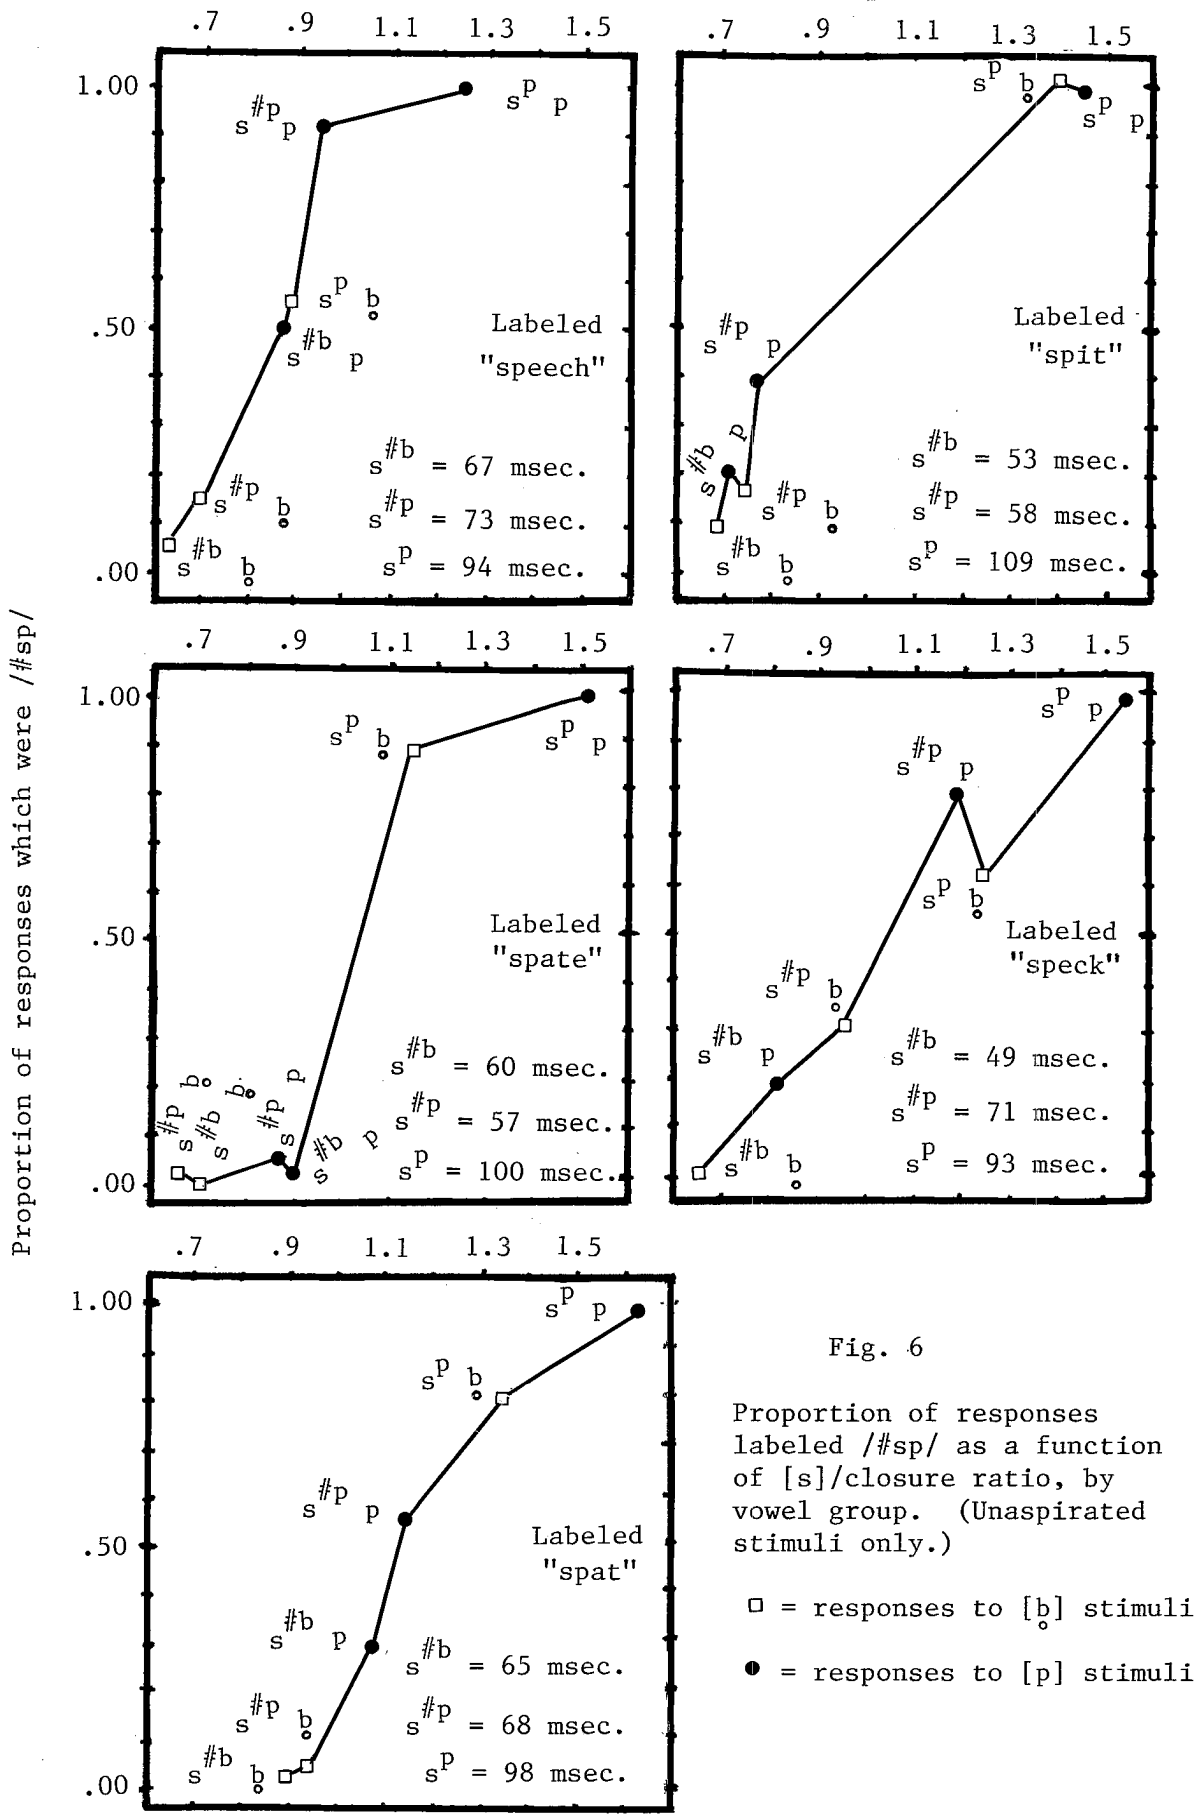 Proportion of responses which were /#sp/
.7 .9 1.1 1.3 1.5
1.00
.50
.00
s#p p
sp p
sp b̥
s#b p
s#p b̥
s#b b̥
Labeled
"speech"
s#b = 67 msec.
s#p = 73 msec.
sp = 94 msec.
.7 .9 1.1 1.3 1.5
sp b̥
sp p
s#p p
s#b p
s#p b̥
s#b b̥
Labeled
"spit"
s#b = 53 msec.
s#p = 58 msec.
sp = 109 msec.
.7 .9 1.1 1.3 1.5
1.00
.50
.00
sp b̥
sp p
s#p b̥
s#b b̥
s#p p
s#b p
Labeled
"spate"
s#b = 60 msec.
s#p = 57 msec.
sp = 100 msec.
.7 .9 1.1 1.3 1.5
sp p
s#p p
sp b̥
s#p b̥
s#b p
s#b b̥
Labeled
"speck"
s#b = 49 msec.
s#p = 71 msec.
sp = 93 msec.
.7 .9 1.1 1.3 1.5
1.00
.50
.00
sp p
sp b̥
s#p p
s#b p
s#p b̥
s#b b̥
Labeled
"spat"
s#b = 65 msec.
s#p = 68 msec.
sp = 98 msec.
Fig. 6
Proportion of responses
labeled /#sp/ as a function
of [s]/closure ratio, by
vowel group. (Unaspirated
stimuli only.)
□ = responses to [b̥] stimuli
● = responses to [p] stimuli